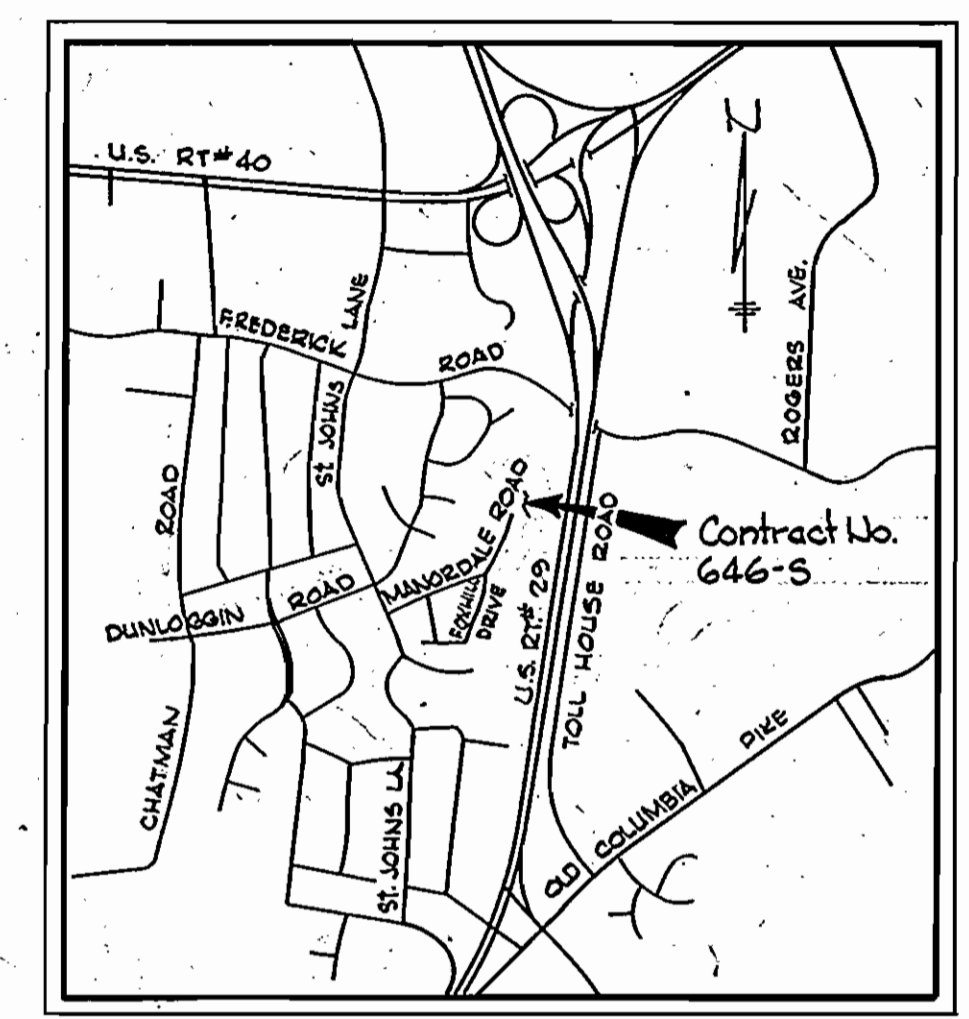 U.S. RT# 40
FREDERICK
LANE
ROAD
ROGERS AVE.
St JOHNS
ROAD
MANORDALE ROAD
Contract No.
646-S
DUNLOGGIN ROAD
FOXHILL
DRIVE
U.S. RT.# 29
TOLL HOUSE ROAD
CHATMAN
St. JOHNS LA
OLD COLUMBIA PIKE
N